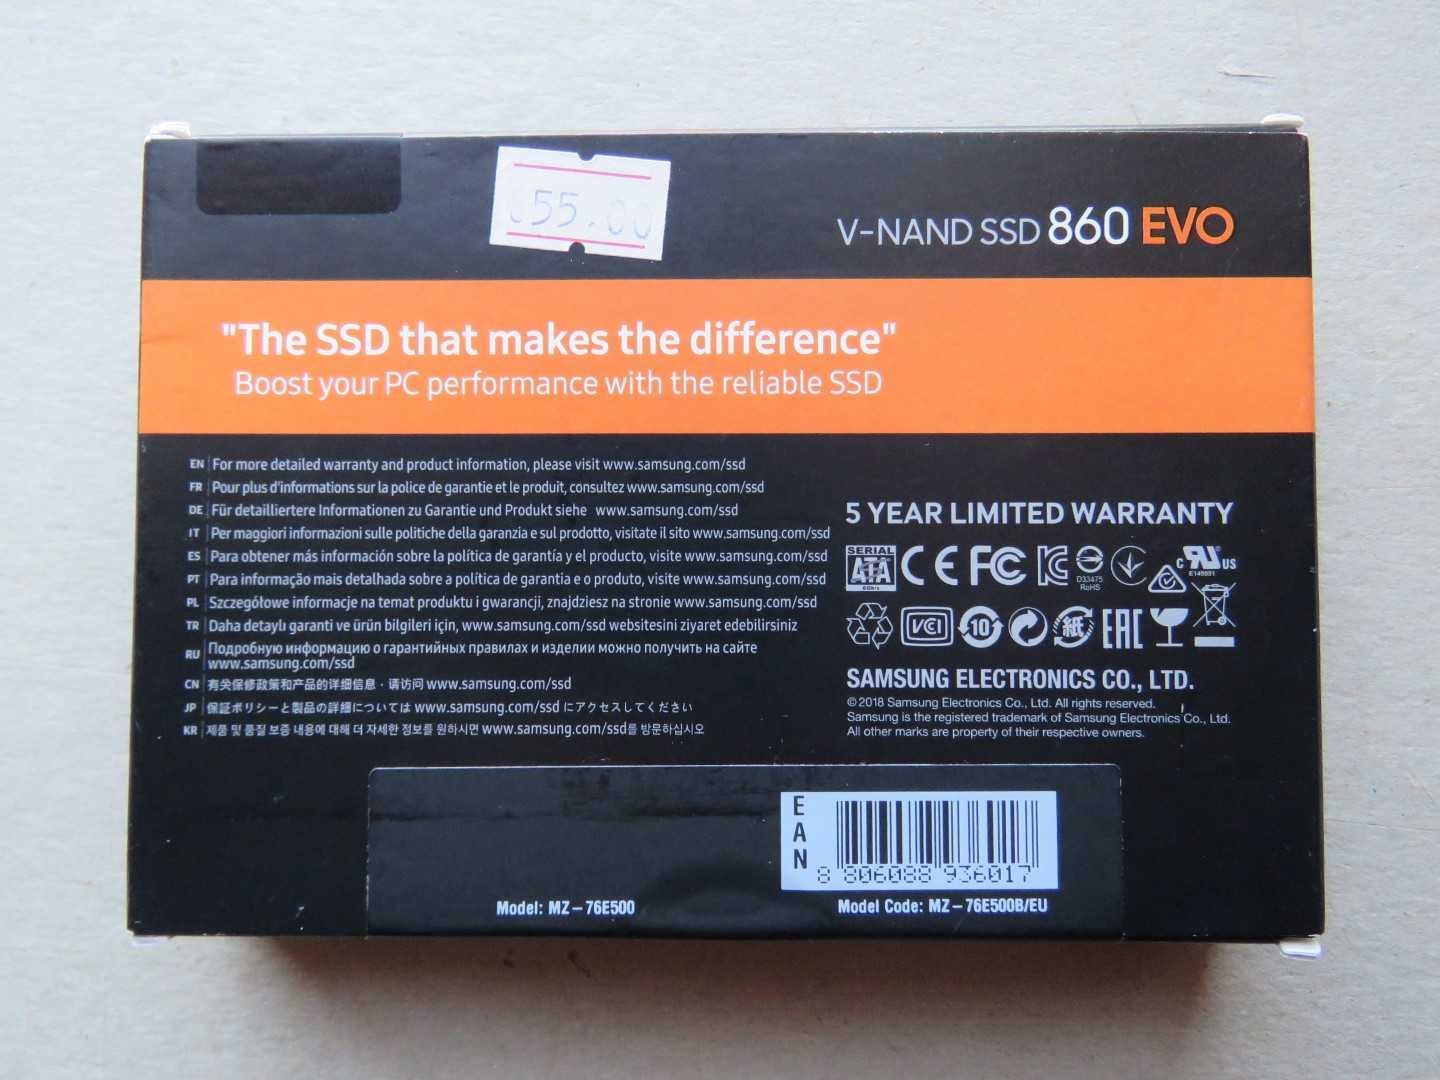 55.00
V-NAND SSD 860 EVO
"The SSD that makes the difference"
Boost your PC performance with the reliable SSD
EN For more detailed warranty and product information, please visit www.samsung.com/ssd
FR Pour plus d'informations sur la police de garantie et le produit, consultez www.samsung.com/ssd
DE Für detailliertere Informationen zu Garantie und Produkt siehe www.samsung.com/ssd
IT Per maggiori informazioni sulle politiche della garanzia e sul prodotto, visitate il sito www.samsung.com/ssd
ES Para obtener más información sobre la política de garantía y el producto, visite www.samsung.com/ssd
PT Para informação mais detalhada sobre a política de garantia e o produto, visite www.samsung.com/ssd
PL Szczegółowe informacje na temat produktu i gwarancji, znajdziesz na stronie www.samsung.com/ssd
TR Daha detaylı garanti ve ürün bilgileri için, www.samsung.com/ssd websitesini ziyaret edebilirsiniz
RU Подробную информацию о гарантийных правилах и изделии можно получить на сайте
www.samsung.com/ssd
CN 有关保修政策和产品的详细信息，请访问 www.samsung.com/ssd
JP 保証ポリシーと製品の詳細については www.samsung.com/ssd にアクセスしてください
KR 제품 및 품질 보증 내용에 대해 더 자세한 정보를 원하시면 www.samsung.com/ssd를 방문하십시오
5 YEAR LIMITED WARRANTY
SERIAL ATA 6Gb/s CE FC D33475 RoHS C RU US E149091
VCI 10 紙 EAC
SAMSUNG ELECTRONICS CO., LTD.
©2018 Samsung Electronics Co., Ltd. All rights reserved.
Samsung is the registered trademark of Samsung Electronics Co., Ltd.
All other marks are property of their respective owners.
EAN
8 806088 936017
Model: MZ-76E500
Model Code: MZ-76E500B/EU